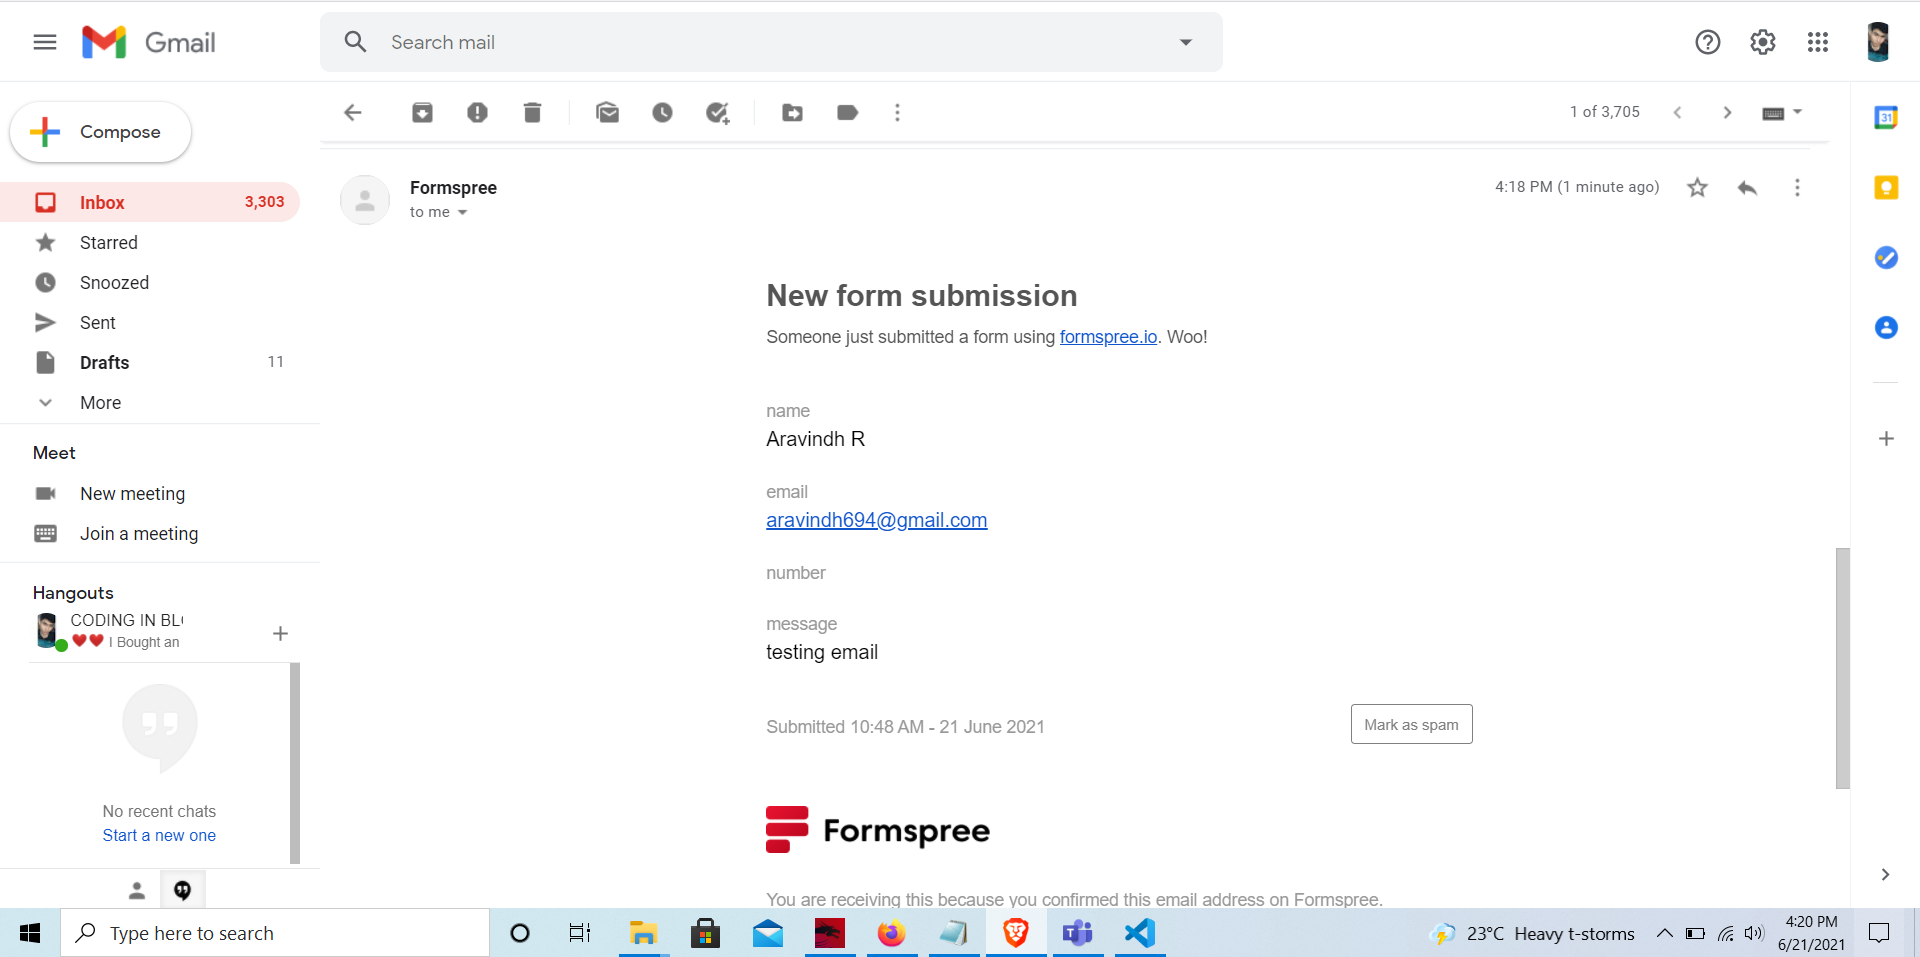 Gmail
Search mail
Compose
1 of 3,705
Inbox 3,303
Starred
Snoozed
Sent
Drafts 11
More
Meet
New meeting
Join a meeting
Hangouts
CODING IN BL
I Bought an
No recent chats
Start a new one
Formspree
4:18 PM (1 minute ago)
to me
New form submission
Someone just submitted a form using formspree.io. Woo!
name
Aravindh R
email
aravindh694@gmail.com
number
message
testing email
Submitted 10:48 AM - 21 June 2021
Mark as spam
Formspree
You are receiving this because you confirmed this email address on Formspree.
31
Type here to search
23°C Heavy t-storms
4:20 PM
6/21/2021